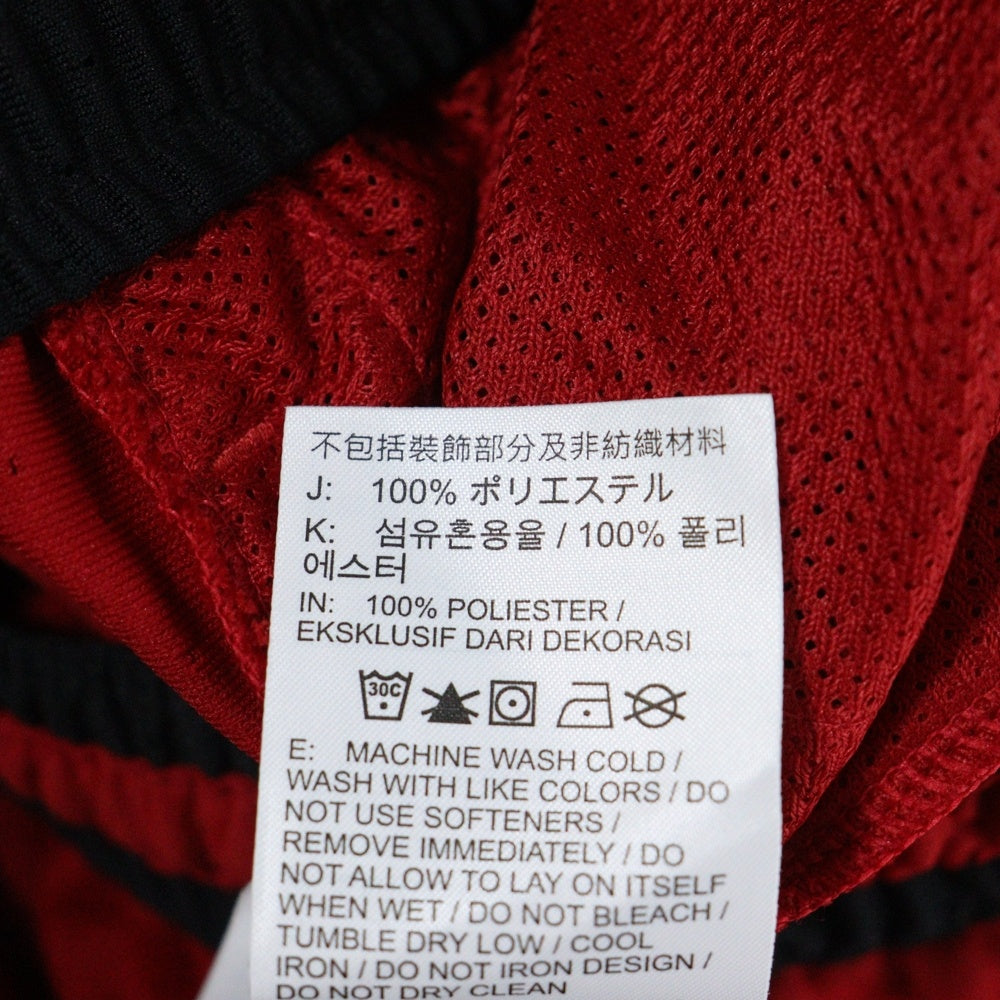 不包括裝飾部分及非紡織材料
J: 100% ポリエステル
K: 섬유혼용율 / 100% 폴리
에스터
IN: 100% POLIESTER /
EKSKLUSIF DARI DEKORASI
30C
E: MACHINE WASH COLD /
WASH WITH LIKE COLORS / DO
NOT USE SOFTENERS /
REMOVE IMMEDIATELY / DO
NOT ALLOW TO LAY ON ITSELF
WHEN WET / DO NOT BLEACH /
TUMBLE DRY LOW / COOL
IRON / DO NOT IRON DESIGN /
DO NOT DRY CLEAN